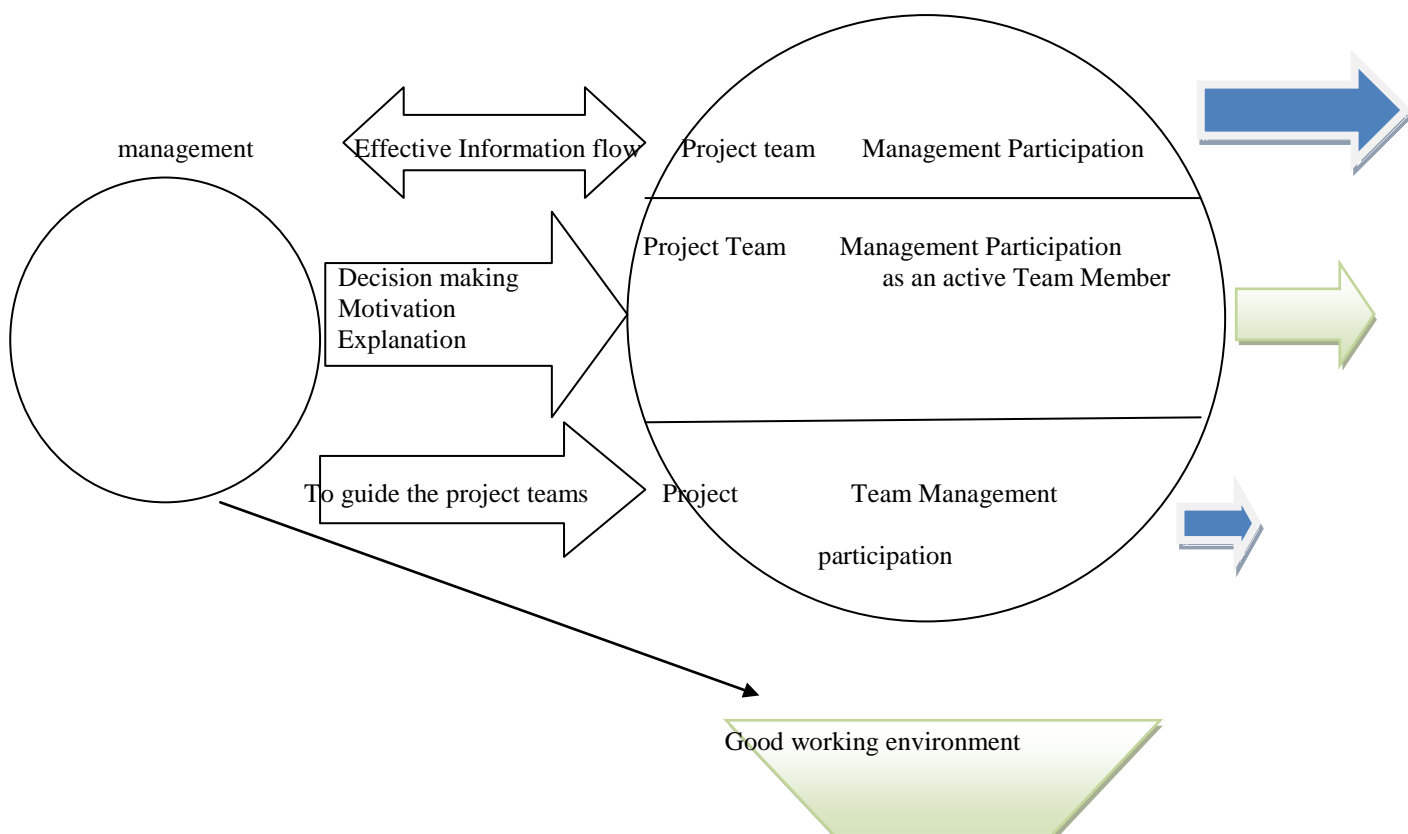 management
Effective Information flow
Project team Management Participation
Project Team Management Participation
as an active Team Member
Decision making
Motivation
Explanation
To guide the project teams
Project Team Management
participation
Good working environment